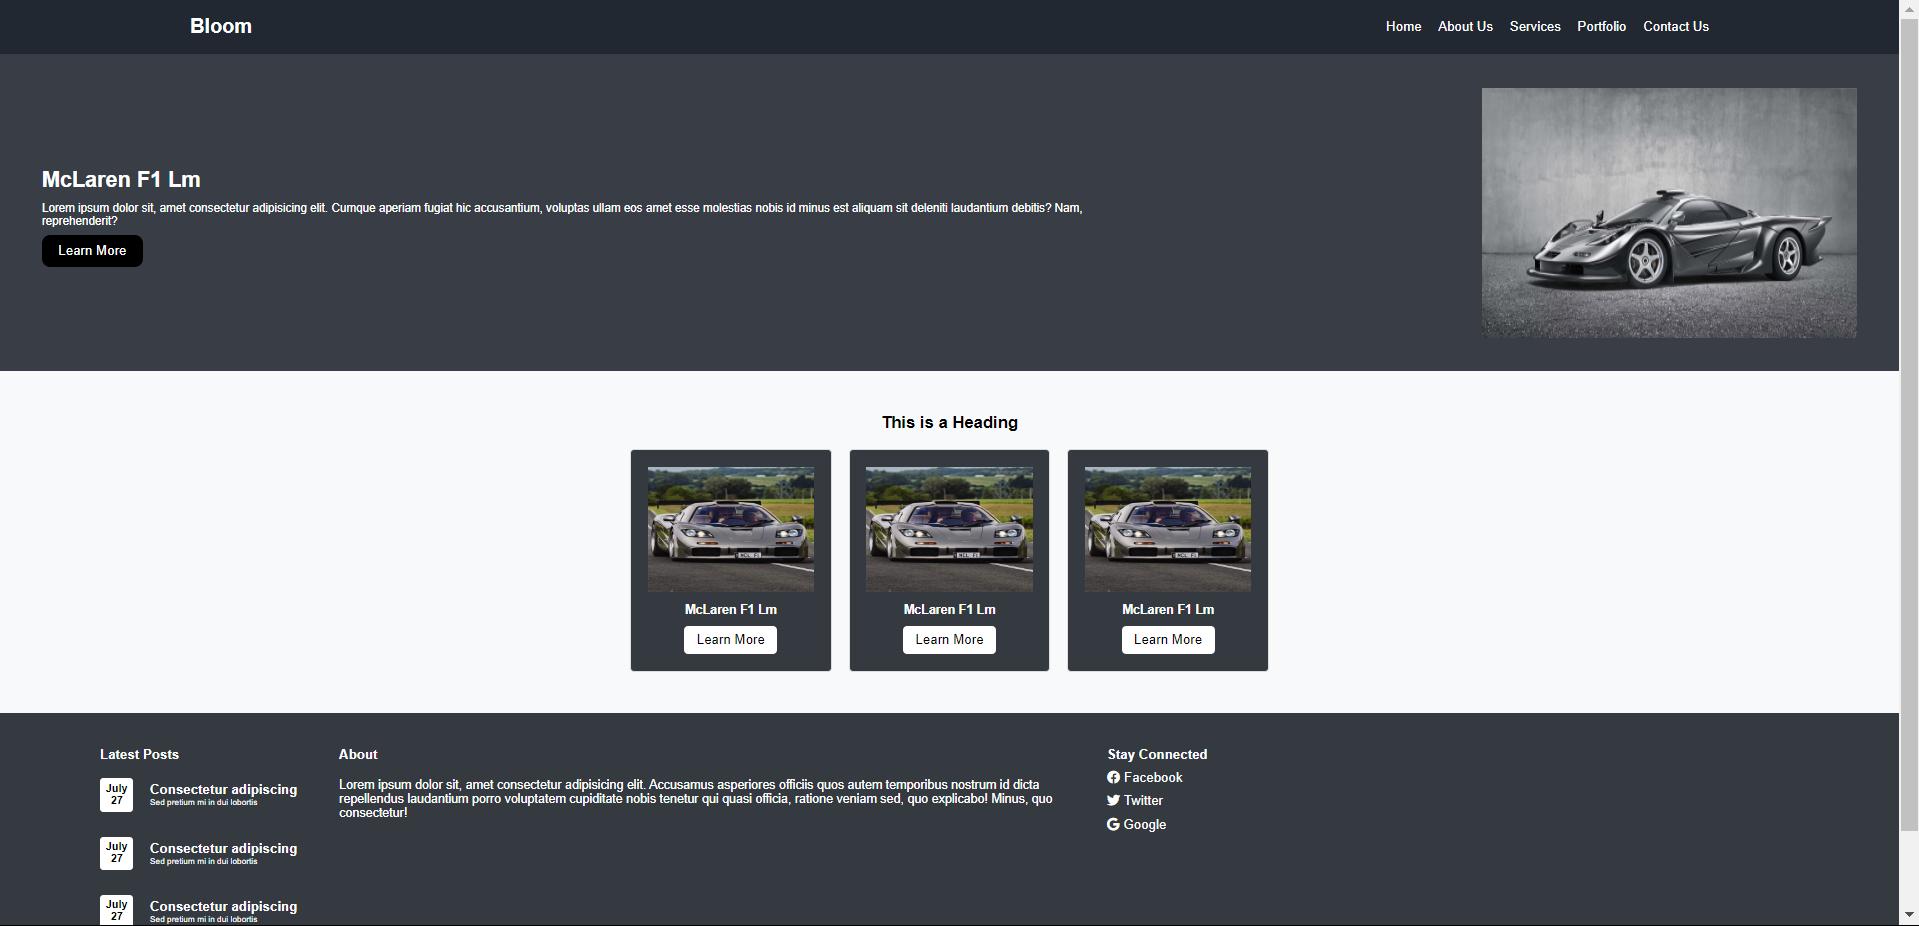 Bloom
Home About Us Services Portfolio Contact Us
McLaren F1 Lm
Lorem ipsum dolor sit, amet consectetur adipisicing elit. Cumque aperiam fugiat hic accusantium, voluptas ullam eos amet esse molestias nobis id minus est aliquam sit deleniti laudantium debitis? Nam,
reprehenderit?
Learn More
This is a Heading
McLaren F1 Lm
Learn More
McLaren F1 Lm
Learn More
McLaren F1 Lm
Learn More
Latest Posts
July
27
Consectetur adipiscing
Sed pretium mi in dui lobortis
July
27
Consectetur adipiscing
Sed pretium mi in dui lobortis
July
27
Consectetur adipiscing
Sed pretium mi in dui lobortis
About
Lorem ipsum dolor sit, amet consectetur adipisicing elit. Accusamus asperiores officiis quos autem temporibus nostrum id dicta
repellendus laudantium porro voluptatem cupiditate nobis tenetur qui quasi officia, ratione veniam sed, quo explicabo! Minus, quo
consectetur!
Stay Connected
Facebook
Twitter
Google